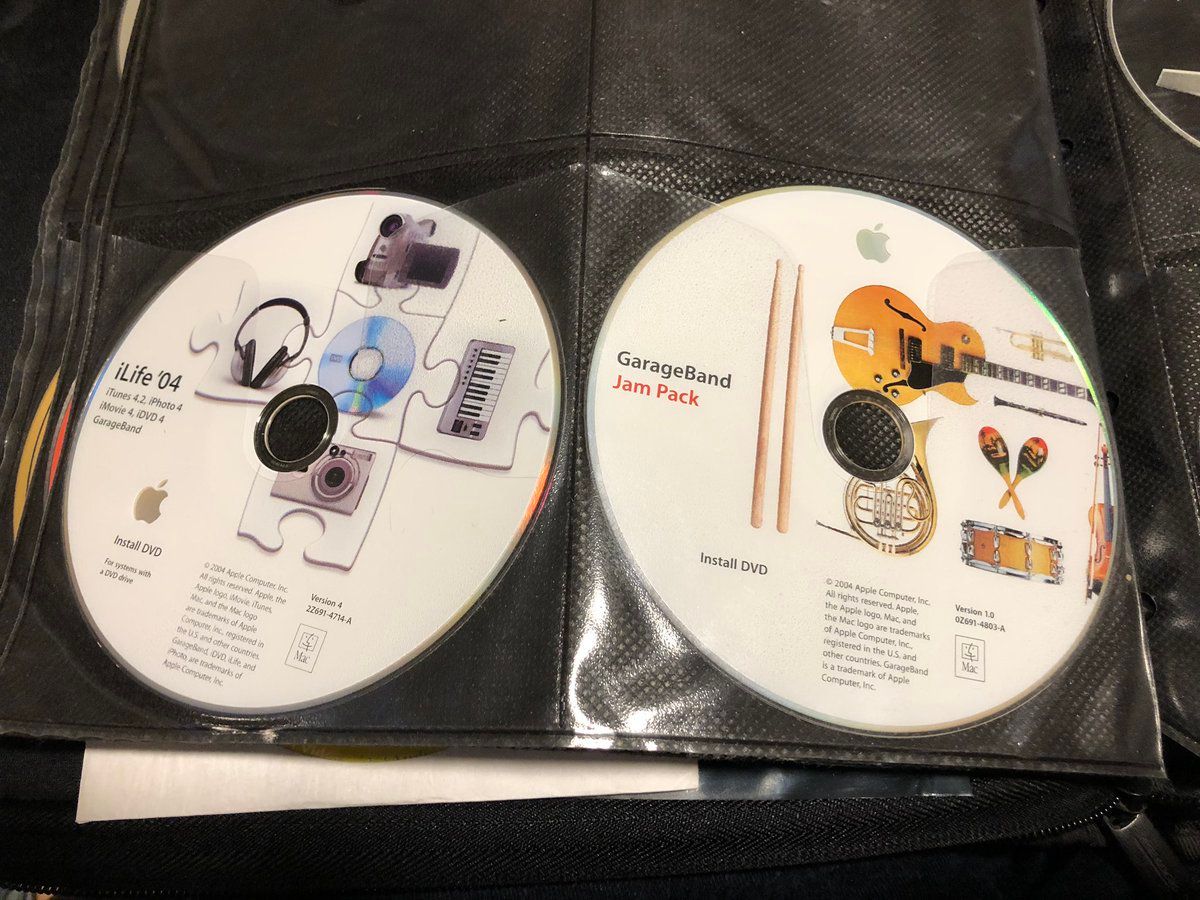 iLife ’04
iTunes 4.2, iPhoto 4
iMovie 4, iDVD 4
GarageBand
Install DVD
For systems with
a DVD drive
© 2004 Apple Computer, Inc.
All rights reserved. Apple, the
Apple logo, iMovie, iTunes,
Mac, and the Mac logo
are trademarks of Apple
Computer, Inc., registered in
the U.S. and other countries.
GarageBand, iDVD, iLife, and
iPhoto, are trademarks of
Apple Computer, Inc.
Version 4
2Z691-4714-A
Mac
GarageBand
Jam Pack
Install DVD
© 2004 Apple Computer, Inc.
All rights reserved. Apple,
the Apple logo, Mac, and
the Mac logo are trademarks
of Apple Computer, Inc.,
registered in the U.S. and
other countries. GarageBand
is a trademark of Apple
Computer, Inc.
Version 1.0
0Z691-4803-A
Mac